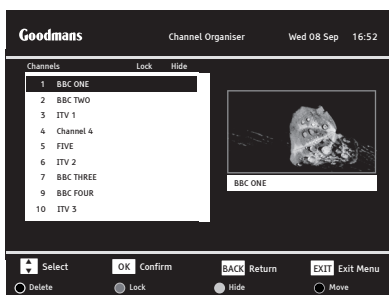 Goodmans Channel Organiser Wed 08 Sep 16:52
Channels Lock Hide
1 BBC ONE
2 BBC TWO
3 ITV 1
4 Channel 4
5 FIVE
6 ITV 2
7 BBC THREE
9 BBC FOUR
10 ITV 3
BBC ONE
Select OK Confirm BACK Return EXIT Exit Menu
Delete Lock Hide Move